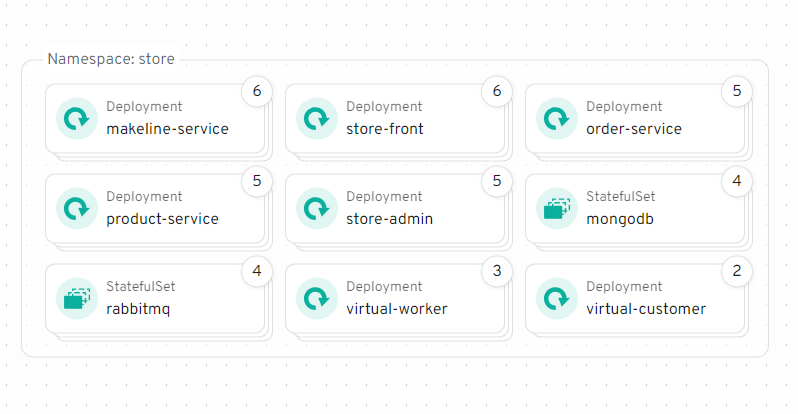 Namespace: store
6
Deployment
makeline-service
6
Deployment
store-front
5
Deployment
order-service
5
Deployment
product-service
5
Deployment
store-admin
4
StatefulSet
mongodb
4
StatefulSet
rabbitmq
3
Deployment
virtual-worker
2
Deployment
virtual-customer